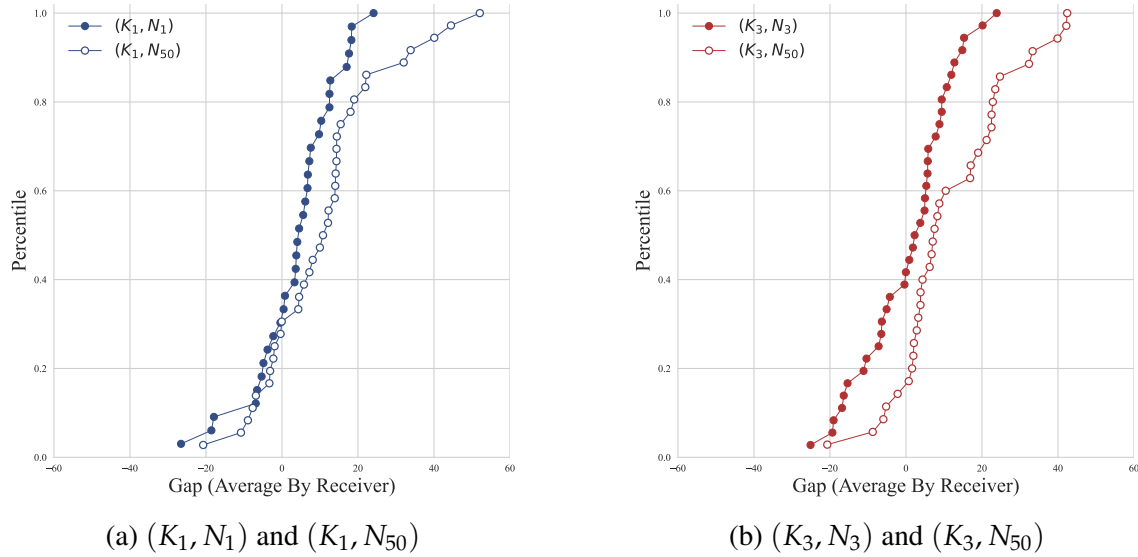 1.0
0.8
0.6
0.4
0.2
0.0
Percentile
(K₁, N₁)
(K₁, N₅₀)
−60 −40 −20 0 20 40 60
Gap (Average By Receiver)
(a) (K₁, N₁) and (K₁, N₅₀)
1.0
0.8
0.6
0.4
0.2
0.0
Percentile
(K₃, N₃)
(K₃, N₅₀)
−60 −40 −20 0 20 40 60
Gap (Average By Receiver)
(b) (K₃, N₃) and (K₃, N₅₀)